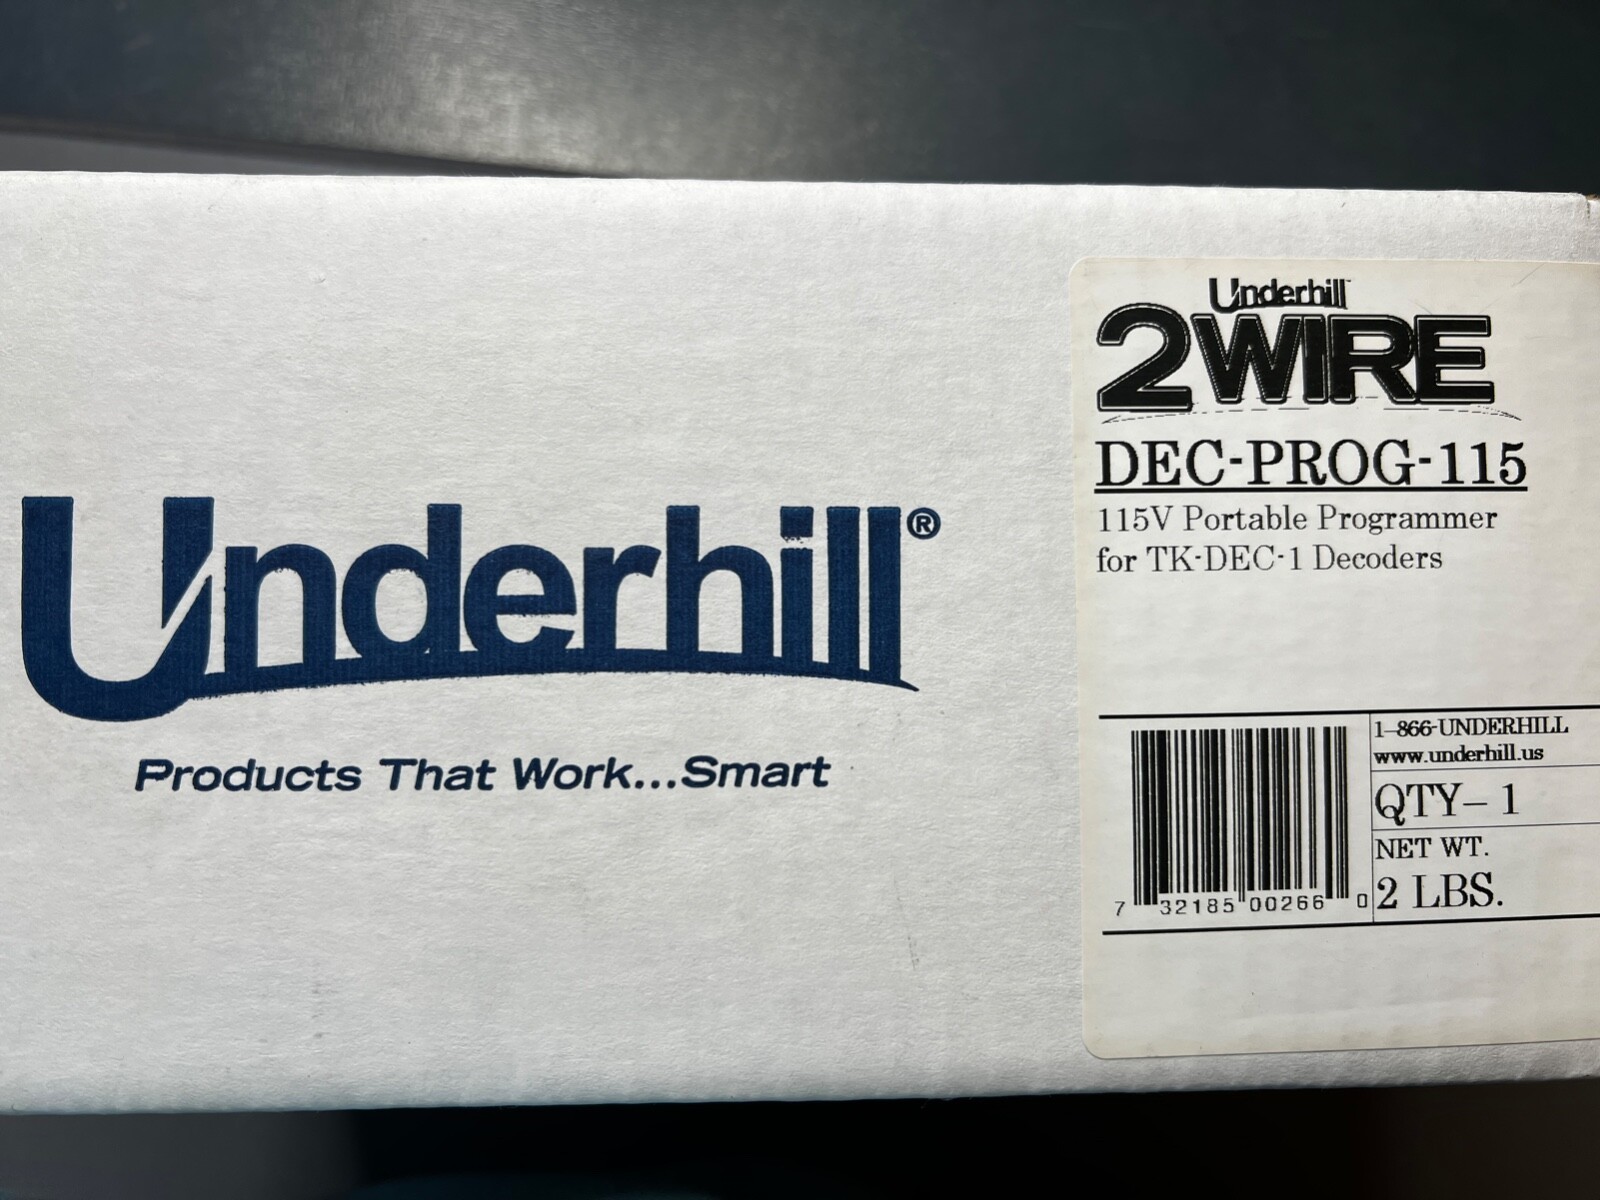 Underhill®
Products That Work...Smart
Underhill™
2WIRE
DEC-PROG-115
115V Portable Programmer
for TK-DEC-1 Decoders
1-866-UNDERHILL
www.underhill.us
QTY– 1
NET WT.
2 LBS.
7 32185 00266 0